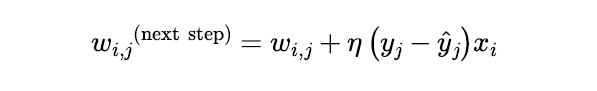 w_{i,j}^{(next step)} = w_{i,j} + η (y_j − ŷ_j) x_i